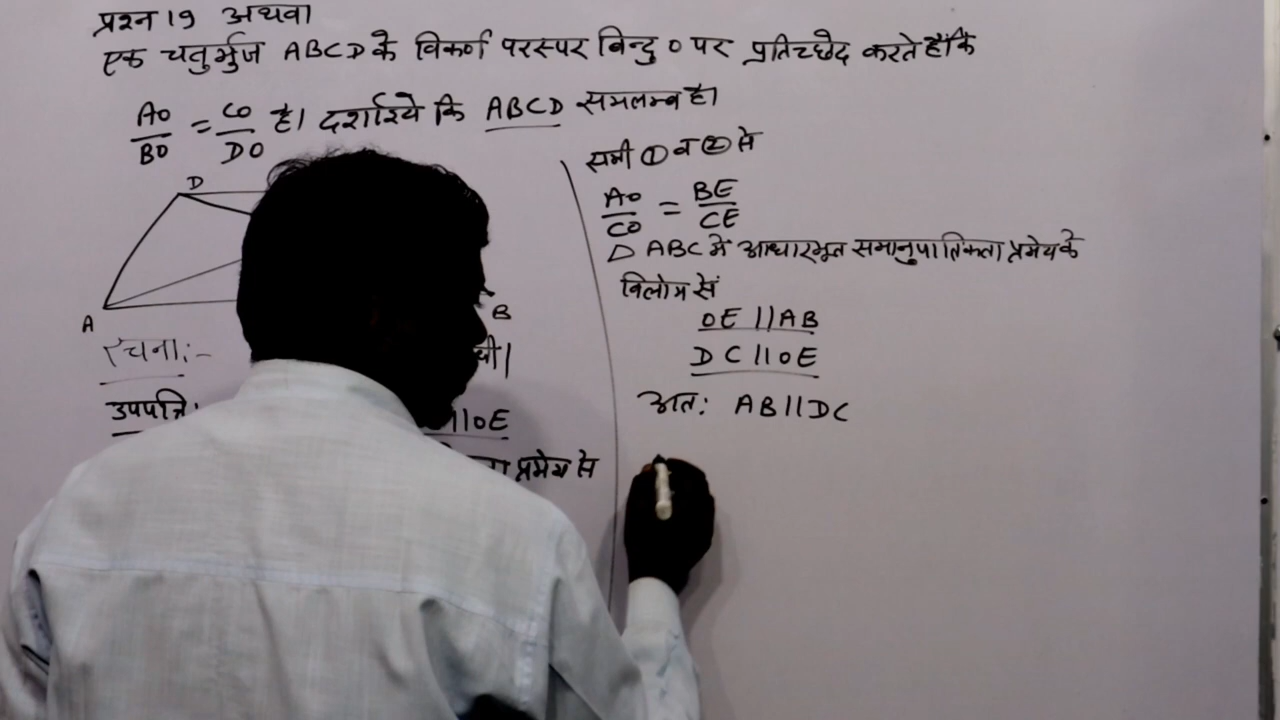 प्रश्न 19 अथवा
एक चतुर्भुज ABCD के विकर्ण परस्पर बिन्दु O पर प्रतिच्छेद करते हैं कि
AO/BO = CO/DO है। दर्शाइये कि ABCD समलम्ब है।
D
A
B
रचना:-
उपपत्ति:
||OE
प्रमेय से
समी ① व ② से
AO/CO = BE/CE
△ ABC में आधारभूत समानुपातिकता प्रमेय के
विलोम सें
OE || AB
DC || OE
अत: AB || DC